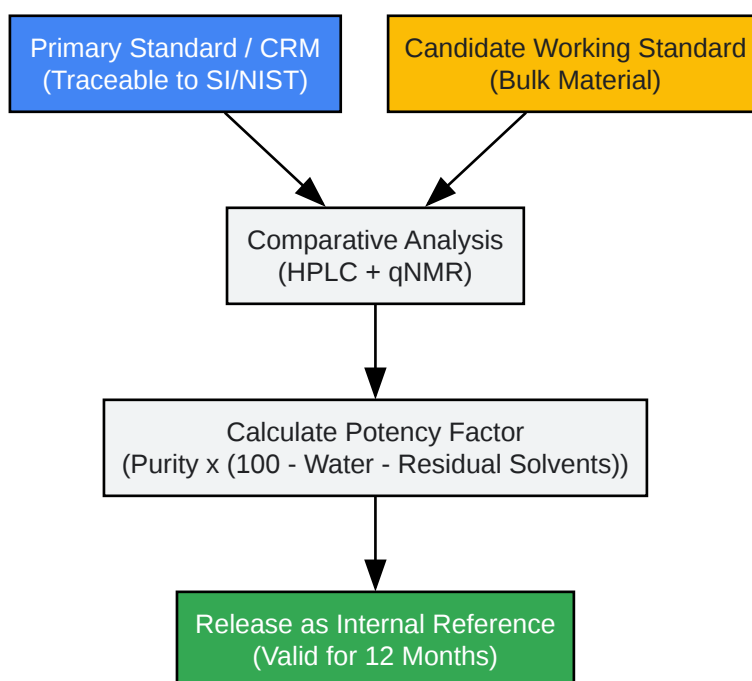 Primary Standard / CRM
(Traceable to SI/NIST)
Candidate Working Standard
(Bulk Material)
Comparative Analysis
(HPLC + qNMR)
Calculate Potency Factor
(Purity x (100 - Water - Residual Solvents))
Release as Internal Reference
(Valid for 12 Months)